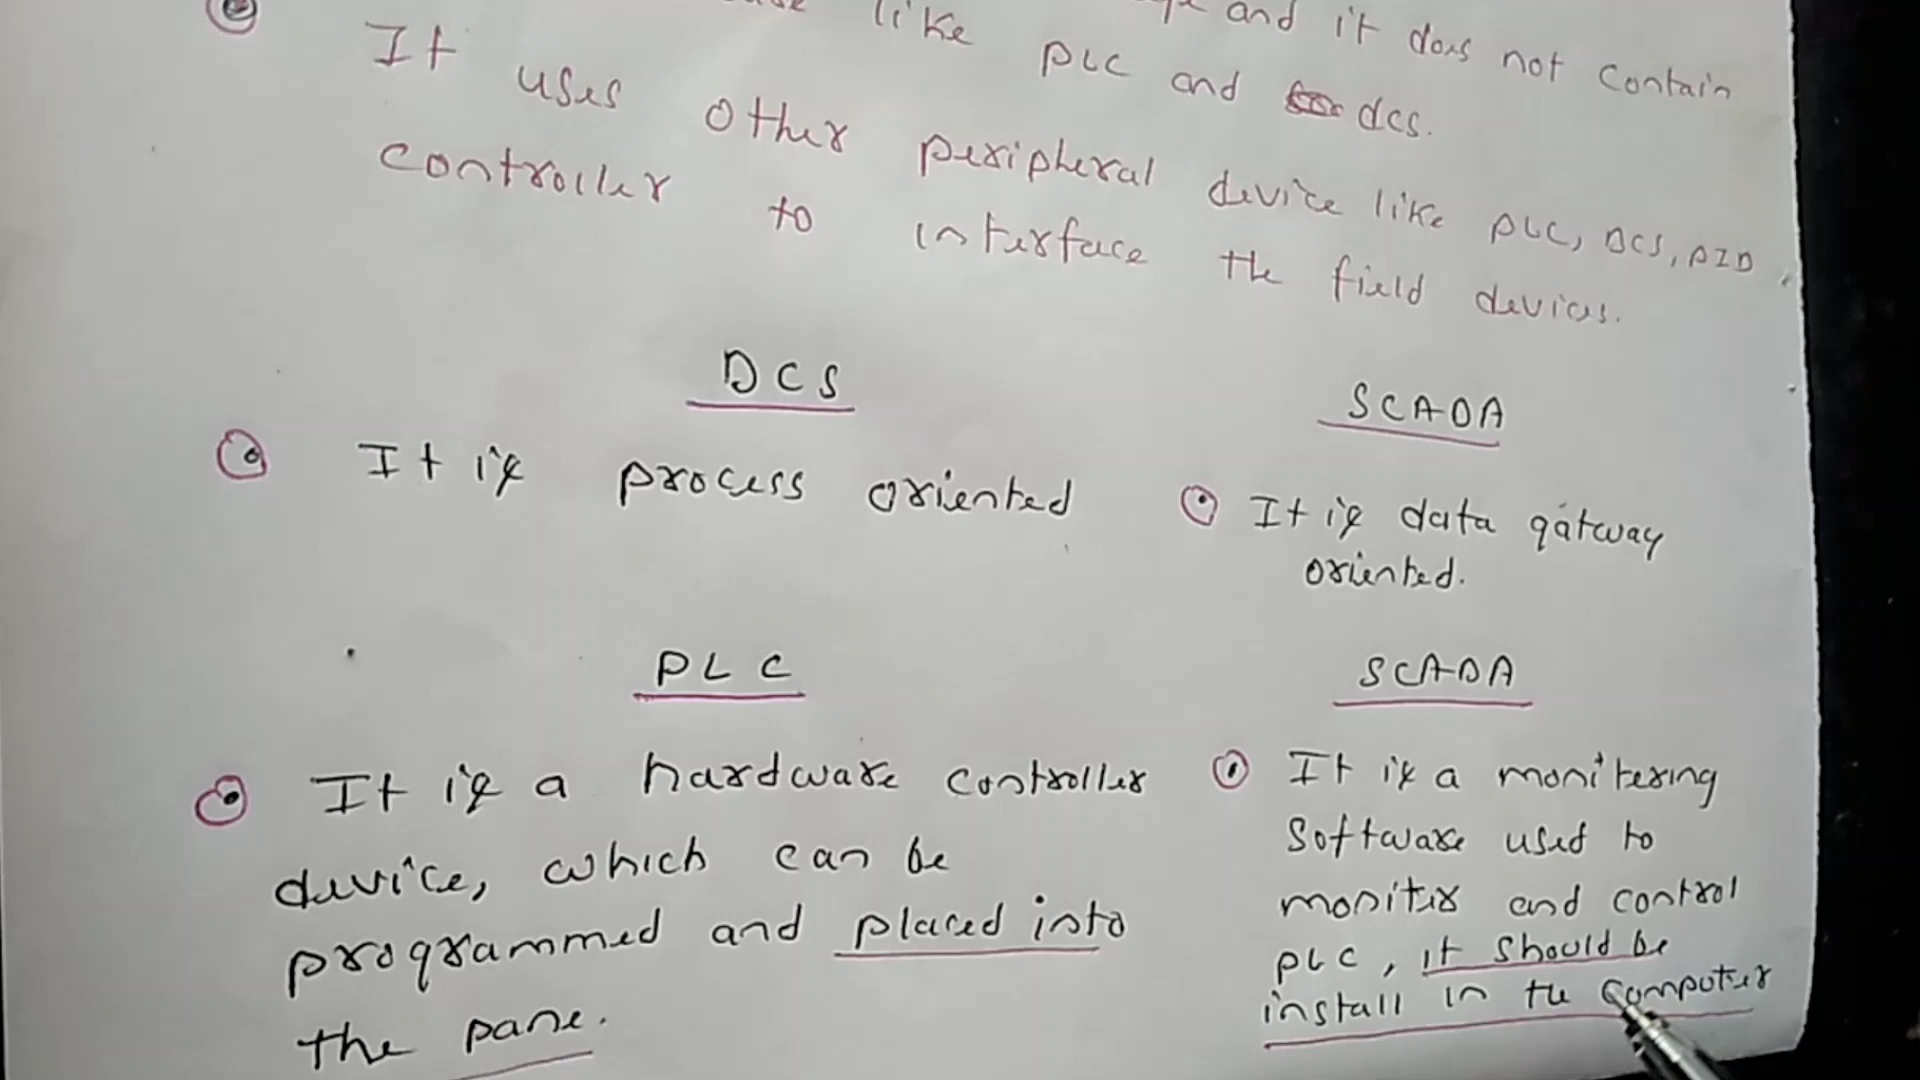 like and it does not contain
PLC and dcs.
It uses other peripheral device like PLC, DCS, PID
controller to interface the field devices.
DCS
SCADA
It is process oriented
It is data gatway
oriented.
PLC
SCADA
It is a hardware controller
device, which can be
programmed and placed into
the pane.
It is a monitering
Software used to
moniter and control
PLC, it should be
install in the Computer